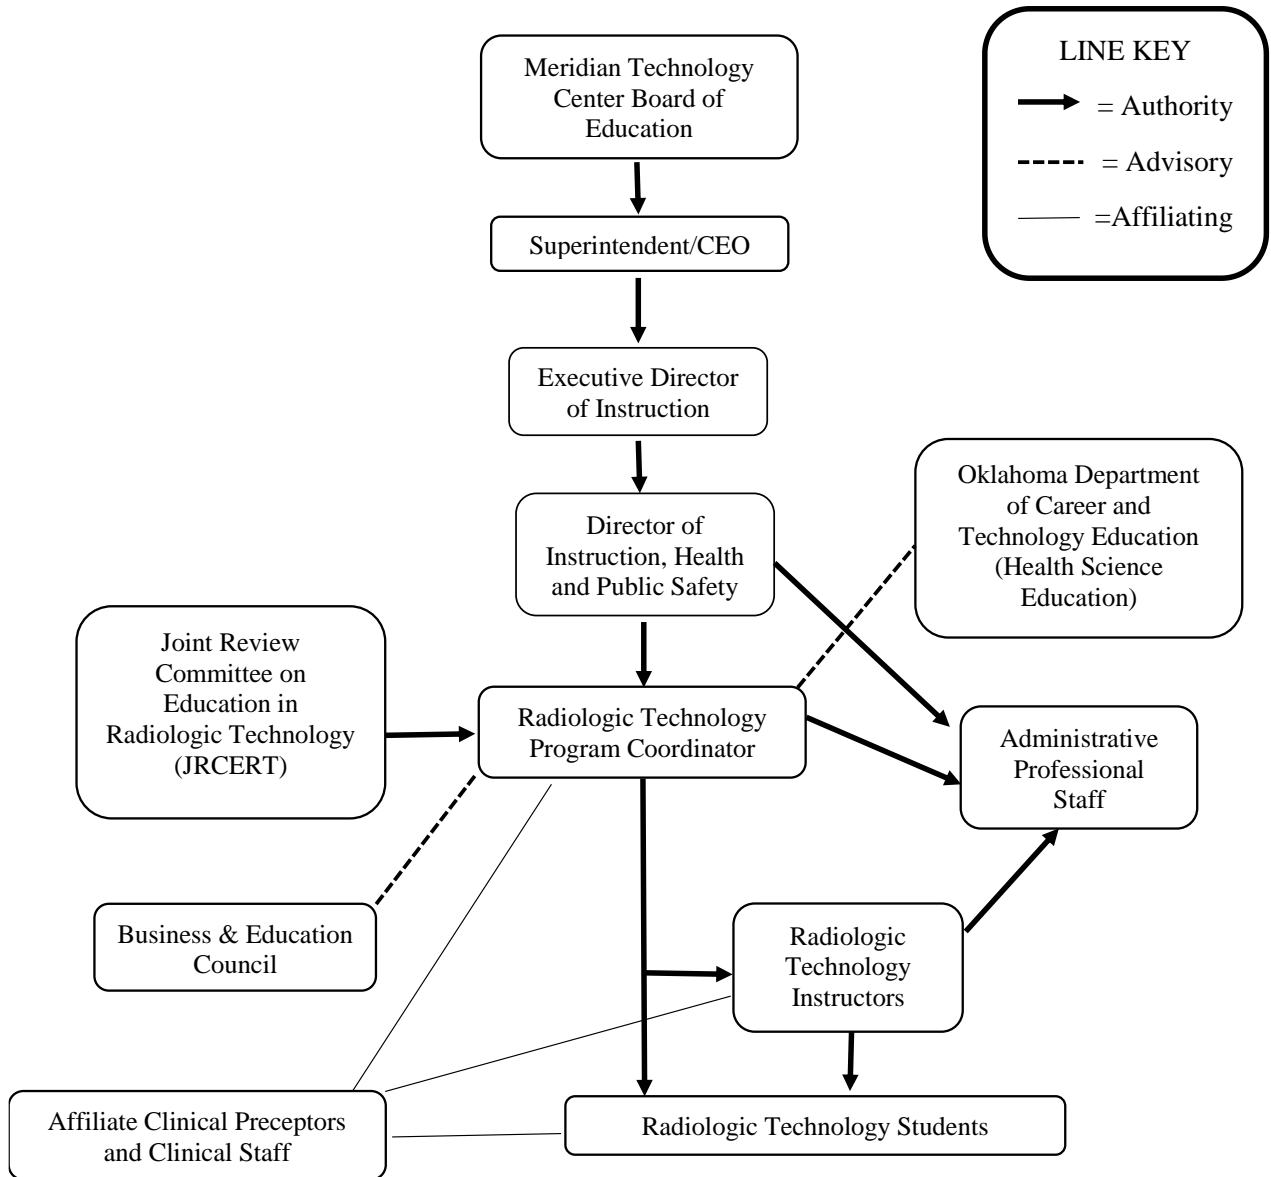 Meridian Technology
Center Board of
Education
LINE KEY
= Authority
= Advisory
=Affiliating
Superintendent/CEO
Executive Director
of Instruction
Director of
Instruction, Health
and Public Safety
Oklahoma Department
of Career and
Technology Education
(Health Science
Education)
Joint Review
Committee on
Education in
Radiologic Technology
(JRCERT)
Radiologic Technology
Program Coordinator
Administrative
Professional
Staff
Business & Education
Council
Radiologic
Technology
Instructors
Affiliate Clinical Preceptors
and Clinical Staff
Radiologic Technology Students